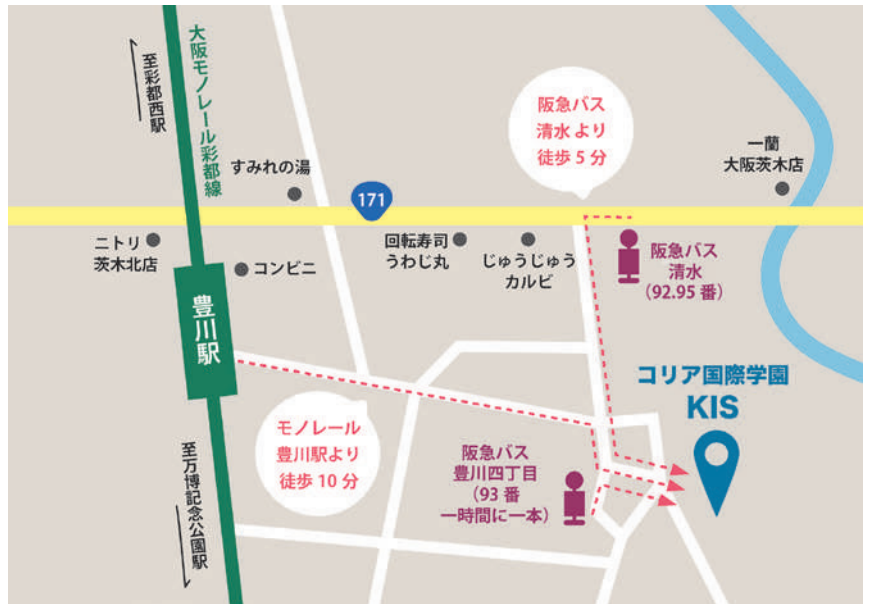 至彩都西駅
大阪モノレール彩都線
すみれの湯
171
阪急バス
清水より
徒歩5分
一蘭
大阪茨木店
ニトリ
茨木北店
コンビニ
回転寿司
うわじ丸
じゅうじゅう
カルビ
阪急バス
清水
(92.95番)
豊川駅
コリア国際学園
KIS
モノレール
豊川駅より
徒歩10分
阪急バス
豊川四丁目
(93番
一時間に一本)
至万博記念公園駅